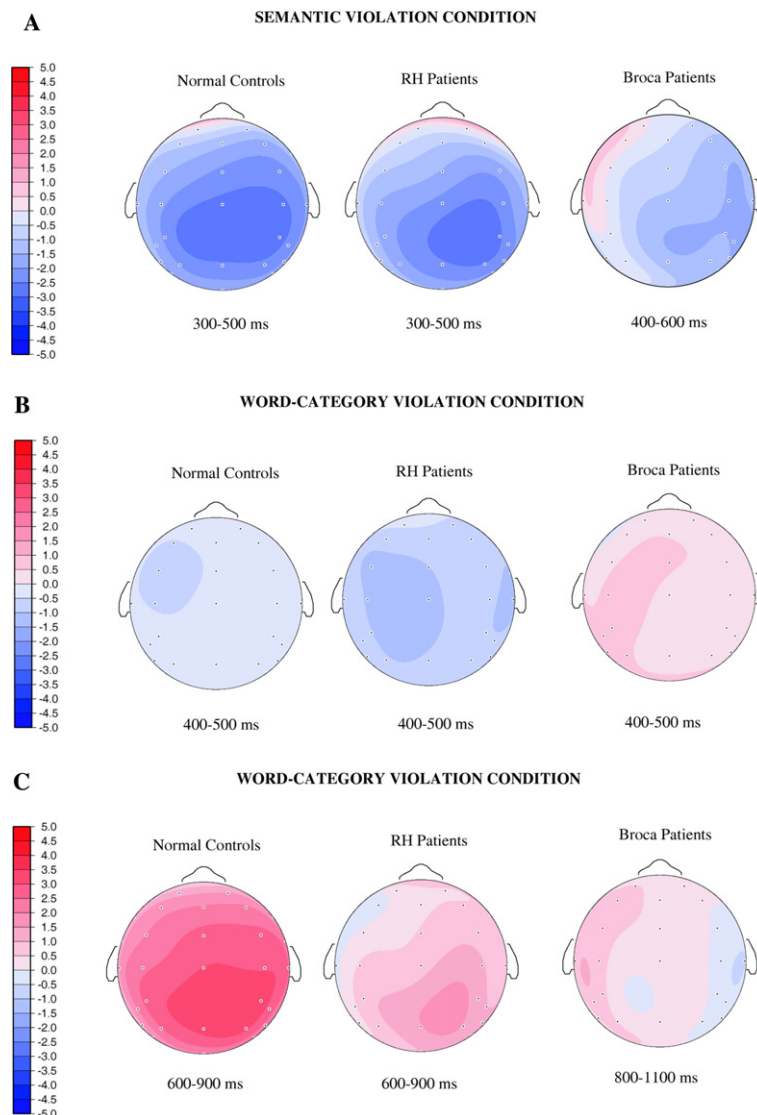 A
SEMANTIC VIOLATION CONDITION
Normal Controls
RH Patients
Broca Patients
5.0
4.5
4.0
3.5
3.0
2.5
2.0
1.5
1.0
0.5
0.0
-0.5
-1.0
-1.5
-2.0
-2.5
-3.0
-3.5
-4.0
-4.5
-5.0
300-500 ms
300-500 ms
400-600 ms
B
WORD-CATEGORY VIOLATION CONDITION
Normal Controls
RH Patients
Broca Patients
5.0
4.5
4.0
3.5
3.0
2.5
2.0
1.5
1.0
0.5
0.0
-0.5
-1.0
-1.5
-2.0
-2.5
-3.0
-3.5
-4.0
-4.5
-5.0
400-500 ms
400-500 ms
400-500 ms
C
WORD-CATEGORY VIOLATION CONDITION
Normal Controls
RH Patients
Broca Patients
5.0
4.5
4.0
3.5
3.0
2.5
2.0
1.5
1.0
0.5
0.0
-0.5
-1.0
-1.5
-2.0
-2.5
-3.0
-3.5
-4.0
-4.5
-5.0
600-900 ms
600-900 ms
800-1100 ms